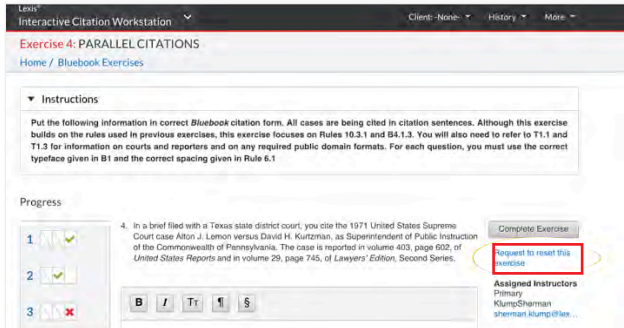 Lexis®
Interactive Citation Workstation
Client: -None-
History
More
Exercise 4: PARALLEL CITATIONS
Home / Bluebook Exercises
Instructions
Put the following information in correct Bluebook citation form. All cases are being cited in citation sentences. Although this exercise
builds on the rules used in previous exercises, this exercise focuses on Rules 10.3.1 and B4.1.3. You will also need to refer to T1.1 and
T1.3 for information on courts and reporters and on any required public domain formats. For each question, you must use the correct
typeface given in B1 and the correct spacing given in Rule 6.1
Progress
1
2
3
4. In a brief filed with a Texas state district court, you cite the 1971 United States Supreme
Court case Alton J. Lemon versus David H. Kurtzman, as Superintendent of Public Instruction
of the Commonwealth of Pennsylvania. The case is reported in volume 403, page 602, of
United States Reports and in volume 29, page 745, of Lawyers' Edition, Second Series.
B I TT ¶ §
Complete Exercise
Request to reset this
exercise
Assigned Instructors
Primary
KlumpSherman
sherman.klump@lex...